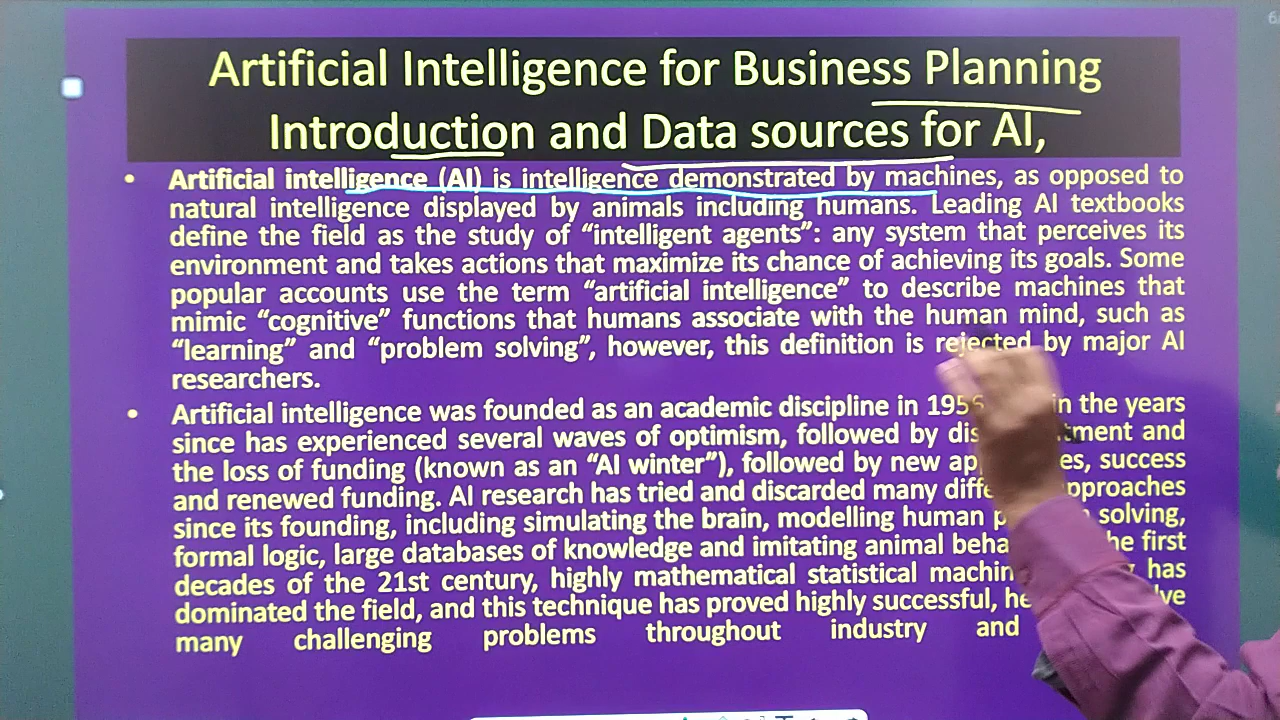 Artificial Intelligence for Business Planning
Introduction and Data sources for AI,
• Artificial intelligence (AI) is intelligence demonstrated by machines, as opposed to
natural intelligence displayed by animals including humans. Leading AI textbooks
define the field as the study of “intelligent agents”: any system that perceives its
environment and takes actions that maximize its chance of achieving its goals. Some
popular accounts use the term “artificial intelligence” to describe machines that
mimic “cognitive” functions that humans associate with the human mind, such as
“learning” and “problem solving”, however, this definition is rejected by major AI
researchers.
• Artificial intelligence was founded as an academic discipline in 1956 in the years
since has experienced several waves of optimism, followed by and
the loss of funding (known as an “AI winter”), followed by new success
and renewed funding. AI research has tried and discarded many approaches
since its founding, including simulating the brain, modelling human solving,
formal logic, large databases of knowledge and imitating animal first
decades of the 21st century, highly mathematical statistical has
dominated the field, and this technique has proved highly successful,
many challenging problems throughout industry and